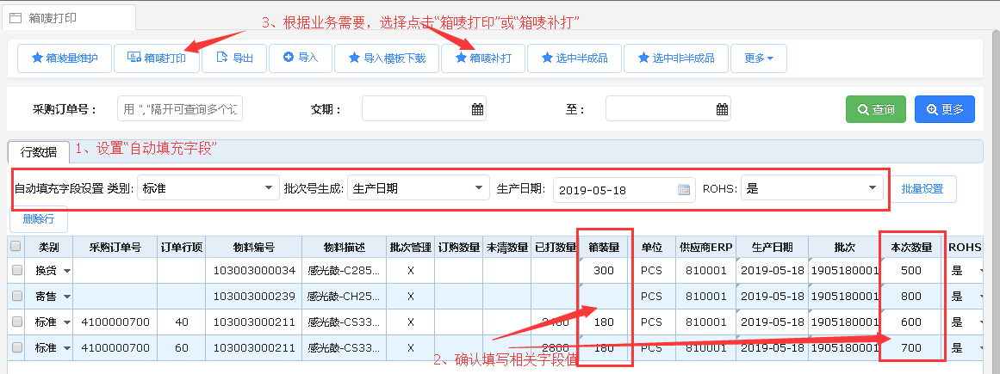 箱唛打印
3、根据业务需要，选择点击“箱唛打印”或“箱唛补打”
箱装量维护 箱唛打印 导出 导入 导入模板下载 箱唛补打 选中半成品 选中非半成品 更多
采购订单号： 用 ","隔开可查询多个订 交期： 至： 查询 更多
行数据 1、设置“自动填充字段”
自动填充字段设置 类别: 标准 批次号生成: 生产日期 生产日期: 2019-05-18 ROHS: 是 批量设置
删除行
类别 采购订单号 订单行项 物料编号 物料描述 批次管理 订购数量 未清数量 已打数量 箱装量 单位 供应商ERP 生产日期 批次 本次数量 ROHS
换货 103003000034 感光鼓-C285... X 300 PCS 810001 2019-05-18 1905180001 500 是
寄售 103003000239 感光鼓-CH25... X PCS 810001 2019-05-18 1905180001 800 是
标准 4100000700 40 103003000211 感光鼓-CS33... X 180 PCS 810001 2019-05-18 1905180001 600 是
标准 4100000700 60 103003000211 感光鼓-CS33... X 2800 180 PCS 810001 2019-05-18 1905180001 700 是
2、确认填写相关字段值